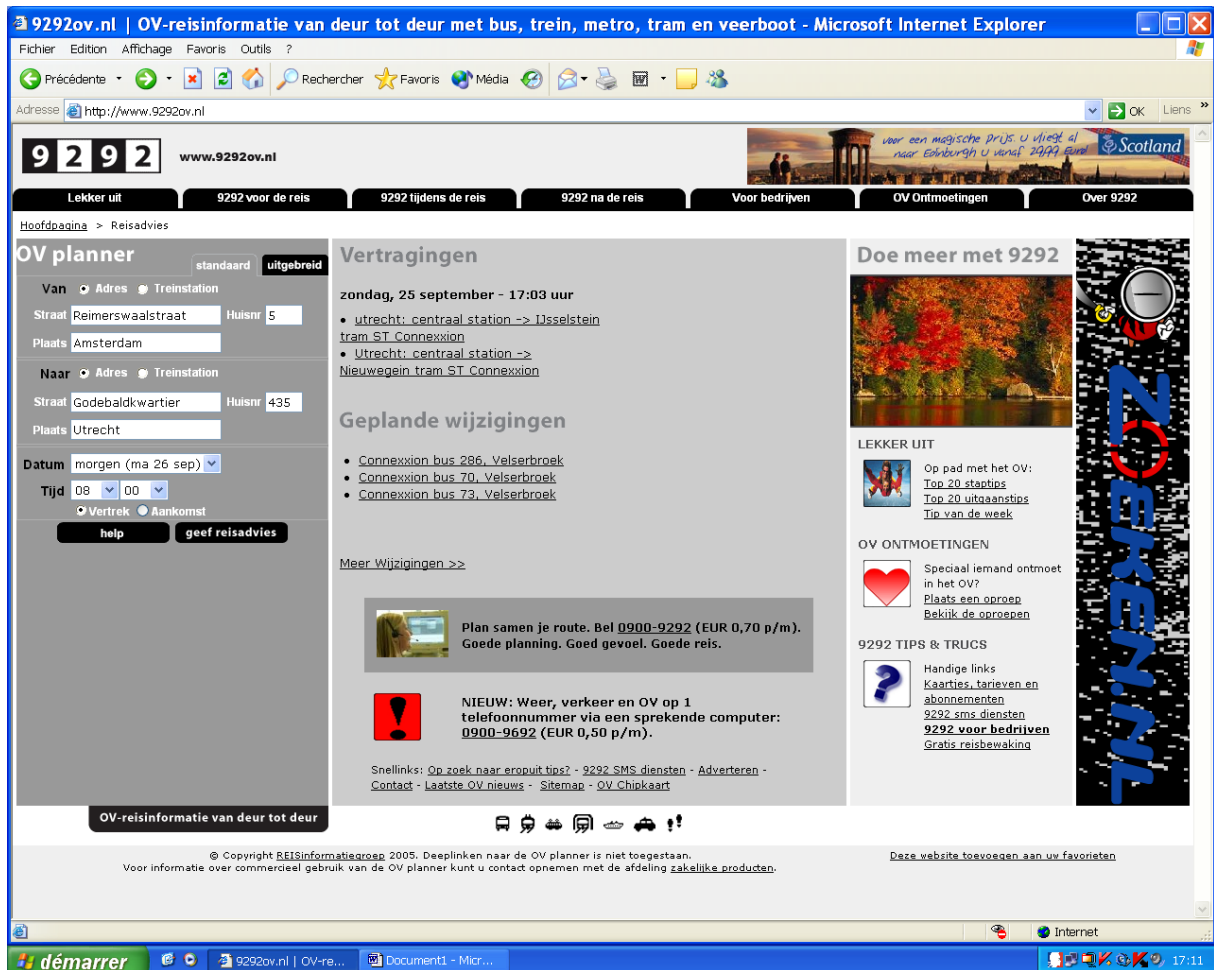 9292ov.nl | OV-reisinformatie van deur tot deur met bus, trein, metro, tram en veerboot - Microsoft Internet Explorer
Fichier Edition Affichage Favoris Outils ?
Précédente Rechercher Favoris Média
Adresse http://www.9292ov.nl OK Liens »
9 2 9 2 www.9292ov.nl
voor een magische prijs u vliegt al
naar Edinburgh u vanaf 29,99 Euro!
Scotland
Lekker uit 9292 voor de reis 9292 tijdens de reis 9292 na de reis Voor bedrijven OV Ontmoetingen Over 9292
Hoofdpagina > Reisadvies
OV planner
standaard uitgebreid
Van Adres Treinstation
Straat Reimerswaalstraat Huisnr 5
Plaats Amsterdam
Naar Adres Treinstation
Straat Godebaldkwartier Huisnr 435
Plaats Utrecht
Datum morgen (ma 26 sep)
Tijd 08 00
Vertrek Aankomst
help geef reisadvies
OV-reisinformatie van deur tot deur
Vertragingen
zondag, 25 september - 17:03 uur
• utrecht: centraal station -> IJsselstein
tram ST Connexxion
• Utrecht: centraal station ->
Nieuwegein tram ST Connexxion
Geplande wijzigingen
• Connexxion bus 286, Velserbroek
• Connexxion bus 70, Velserbroek
• Connexxion bus 73, Velserbroek
Meer Wijzigingen >>
Plan samen je route. Bel 0900-9292 (EUR 0,70 p/m).
Goede planning. Goed gevoel. Goede reis.
NIEUW: Weer, verkeer en OV op 1
telefoonnummer via een sprekende computer:
0900-9692 (EUR 0,50 p/m).
Snellinks: Op zoek naar eropuit tips? - 9292 SMS diensten - Adverteren -
Contact - Laatste OV nieuws - Sitemap - OV Chipkaart
Doe meer met 9292
LEKKER UIT
Op pad met het OV:
Top 20 staptips
Top 20 uitgaanstips
Tip van de week
OV ONTMOETINGEN
Speciaal iemand ontmoet
in het OV?
Plaats een oproep
Bekijk de oproepen
9292 TIPS & TRUCS
Handige links
Kaartjes, tarieven en
abonnementen
9292 sms diensten
9292 voor bedrijven
Gratis reisbewaking
ZOEKEN.NL
© Copyright REISinformatiegroep 2005. Deeplinken naar de OV planner is niet toegestaan.
Voor informatie over commercieel gebruik van de OV planner kunt u contact opnemen met de afdeling zakelijke producten.
Deze website toevoegen aan uw favorieten
Internet
démarrer 9292ov.nl | OV-re... Document1 - Micr... 17:11